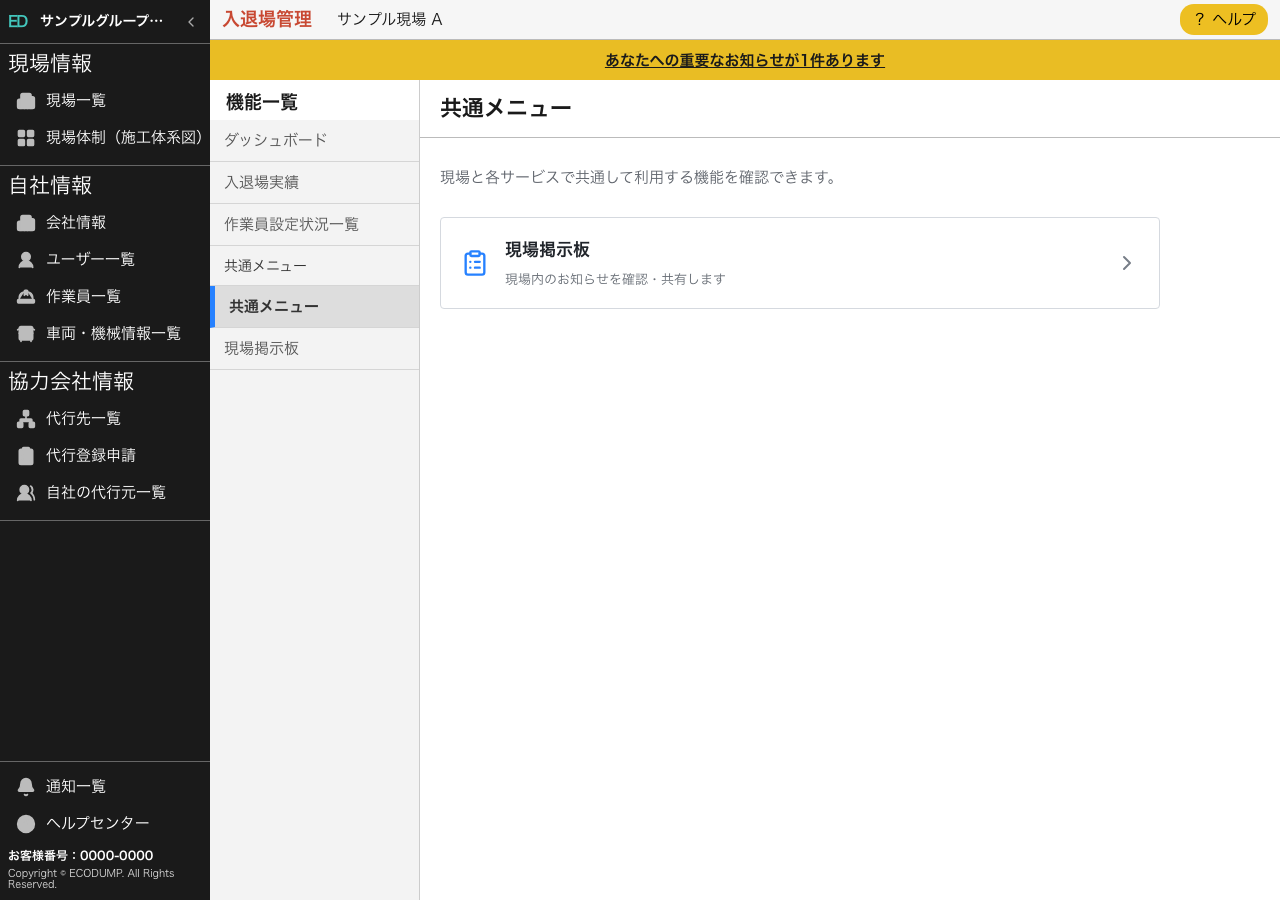 ED サンプルグループ…
現場情報
現場一覧
現場体制（施工体系図）
自社情報
会社情報
ユーザー一覧
作業員一覧
車両・機械情報一覧
協力会社情報
代行先一覧
代行登録申請
自社の代行元一覧
通知一覧
ヘルプセンター
お客様番号：0000-0000
Copyright © ECODUMP. All Rights
Reserved.
入退場管理 サンプル現場 A
？ ヘルプ
あなたへの重要なお知らせが1件あります
機能一覧
ダッシュボード
入退場実績
作業員設定状況一覧
共通メニュー
共通メニュー
現場掲示板
共通メニュー
現場と各サービスで共通して利用する機能を確認できます。
現場掲示板
現場内のお知らせを確認・共有します